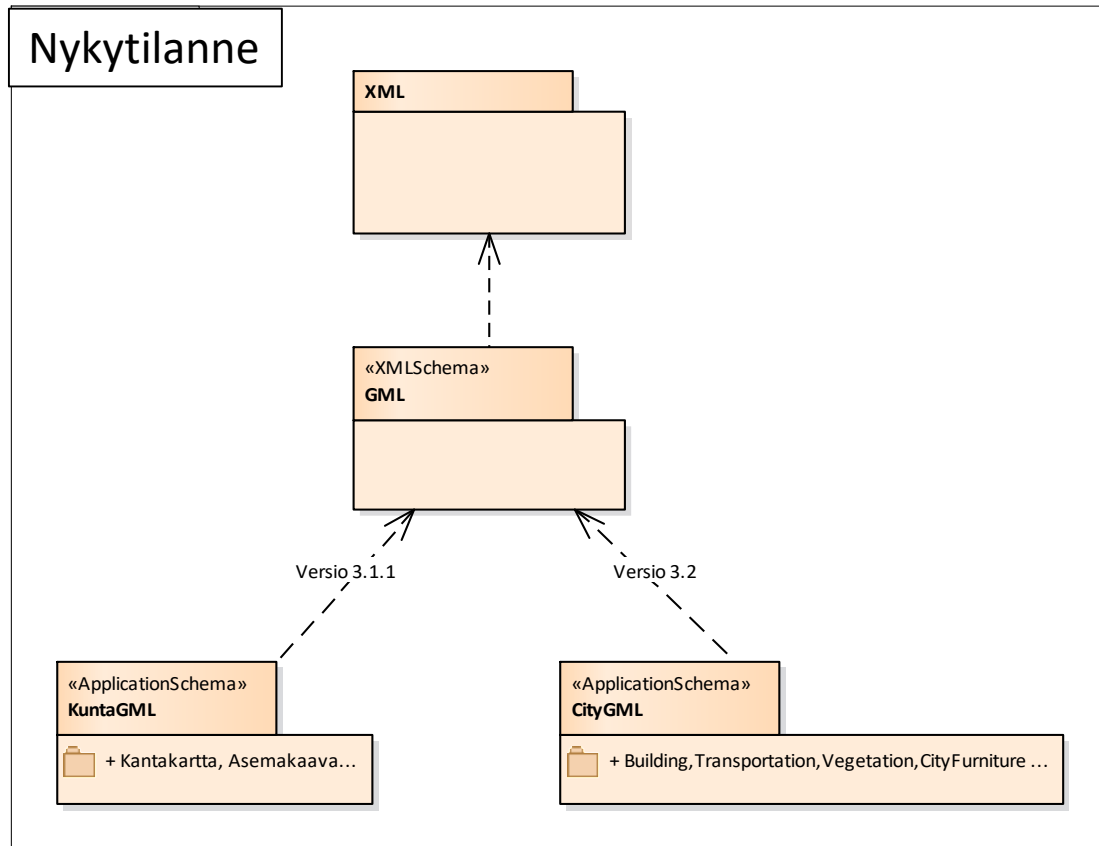 Nykytilanne
XML
«XMLSchema»
GML
Versio 3.1.1
Versio 3.2
«ApplicationSchema»
KuntaGML
+ Kantakartta, Asemakaava...
«ApplicationSchema»
CityGML
+ Building,Transportation,Vegetation,CityFurniture ...